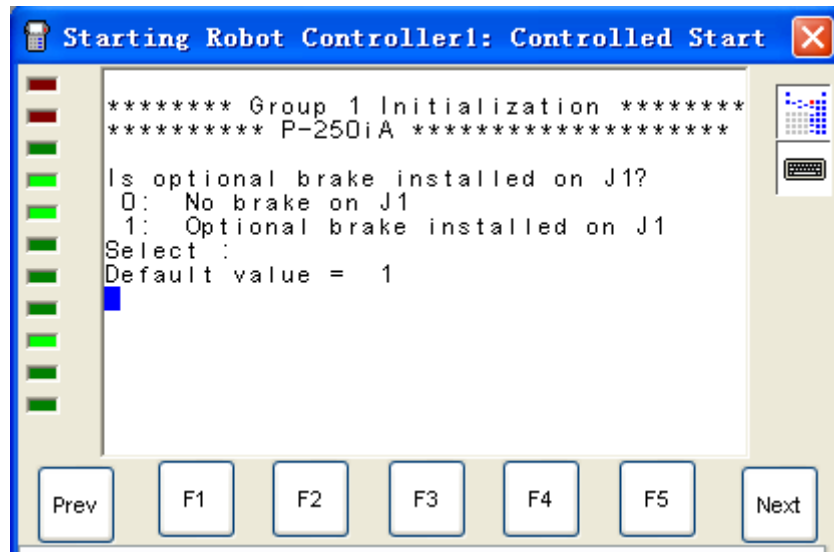 Starting Robot Controller1: Controlled Start
******** Group 1 Initialization ********
********** P-250iA ********************
Is optional brake installed on J1?
0: No brake on J1
1: Optional brake installed on J1
Select :
Default value = 1
Prev F1 F2 F3 F4 F5 Next